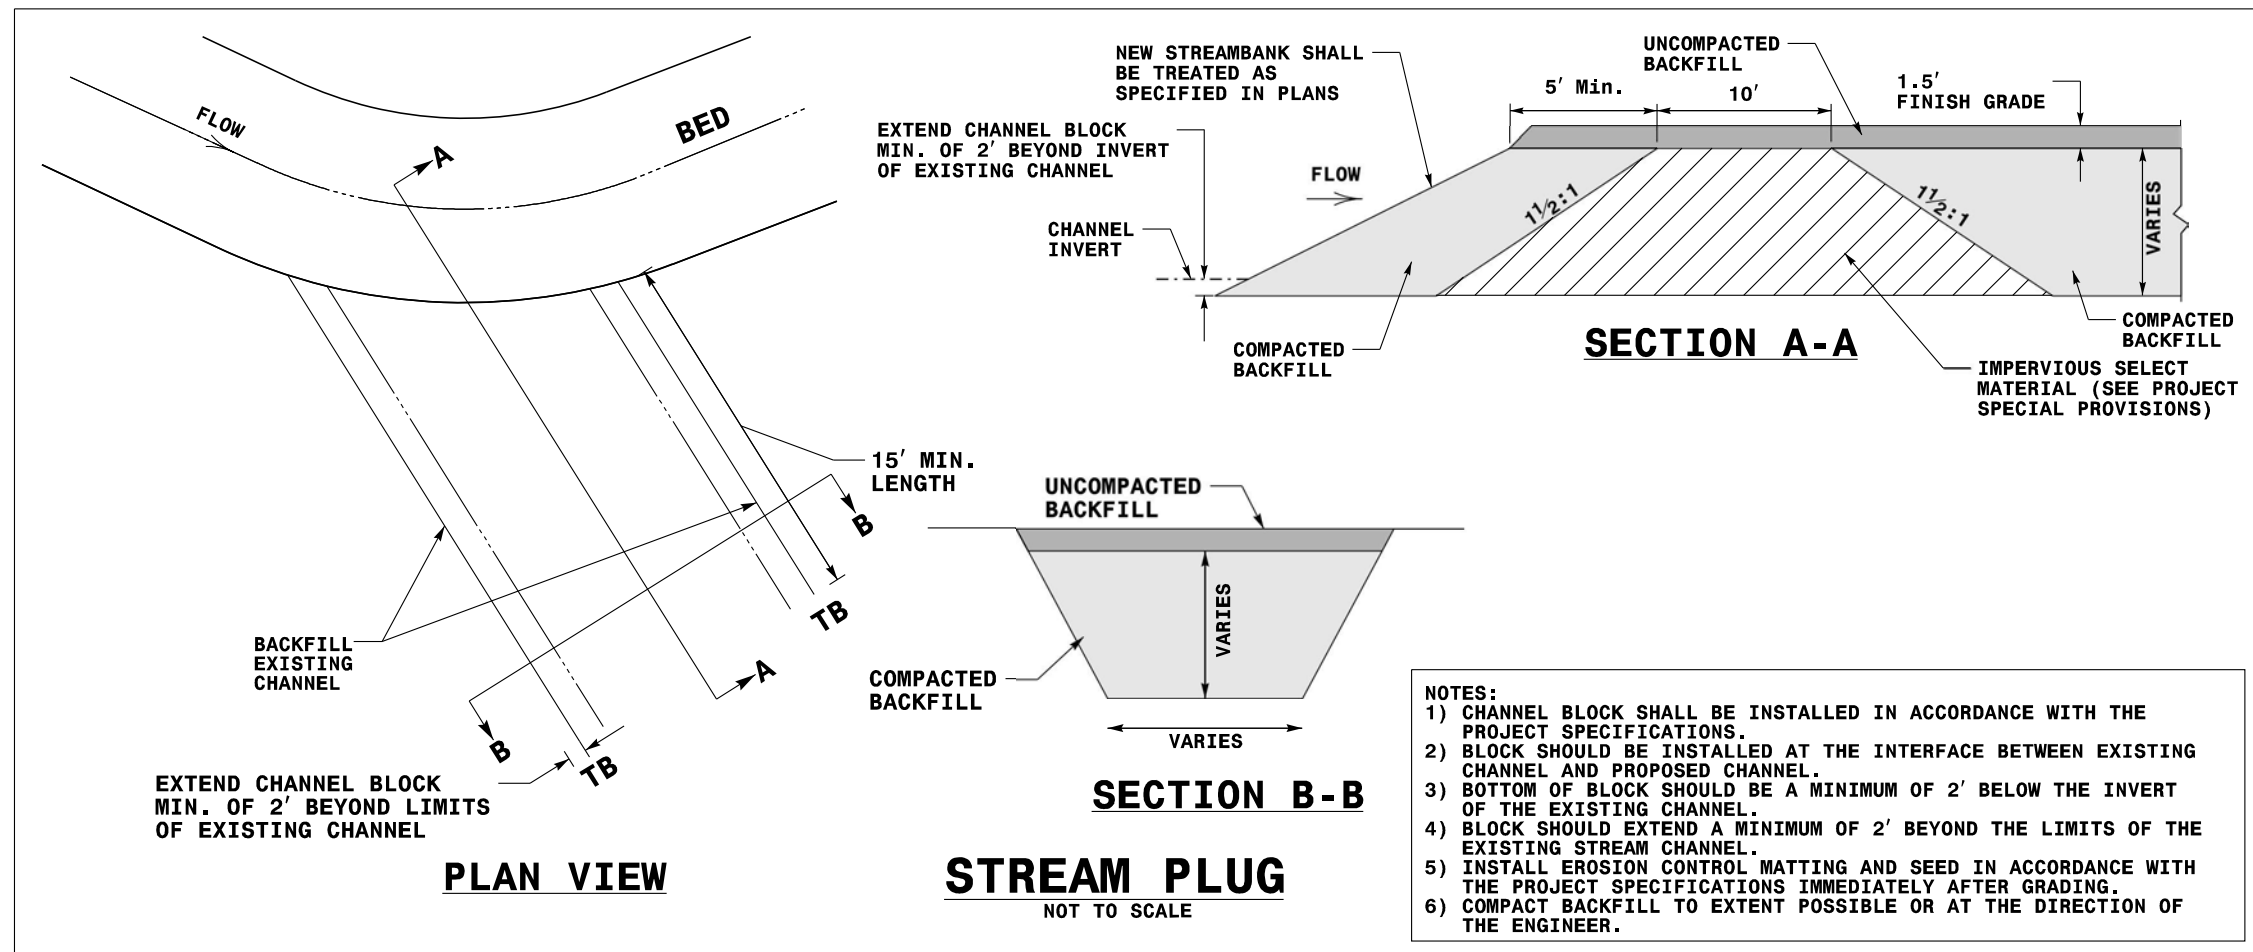 FLOW
BED
A
15′ MIN.
LENGTH
B
TB
BACKFILL
EXISTING
CHANNEL
A
B
TB
EXTEND CHANNEL BLOCK
MIN. OF 2′ BEYOND LIMITS
OF EXISTING CHANNEL
PLAN VIEW
NEW STREAMBANK SHALL
BE TREATED AS
SPECIFIED IN PLANS
UNCOMPACTED
BACKFILL
5′ Min.
10′
1.5′
FINISH GRADE
EXTEND CHANNEL BLOCK
MIN. OF 2′ BEYOND INVERT
OF EXISTING CHANNEL
FLOW
CHANNEL
INVERT
1½:1
1½:1
VARIES
COMPACTED
BACKFILL
COMPACTED
BACKFILL
SECTION A-A
IMPERVIOUS SELECT
MATERIAL (SEE PROJECT
SPECIAL PROVISIONS)
UNCOMPACTED
BACKFILL
VARIES
COMPACTED
BACKFILL
VARIES
SECTION B-B
STREAM PLUG
NOT TO SCALE
NOTES:
1) CHANNEL BLOCK SHALL BE INSTALLED IN ACCORDANCE WITH THE
PROJECT SPECIFICATIONS.
2) BLOCK SHOULD BE INSTALLED AT THE INTERFACE BETWEEN EXISTING
CHANNEL AND PROPOSED CHANNEL.
3) BOTTOM OF BLOCK SHOULD BE A MINIMUM OF 2′ BELOW THE INVERT
OF THE EXISTING CHANNEL.
4) BLOCK SHOULD EXTEND A MINIMUM OF 2′ BEYOND THE LIMITS OF THE
EXISTING STREAM CHANNEL.
5) INSTALL EROSION CONTROL MATTING AND SEED IN ACCORDANCE WITH
THE PROJECT SPECIFICATIONS IMMEDIATELY AFTER GRADING.
6) COMPACT BACKFILL TO EXTENT POSSIBLE OR AT THE DIRECTION OF
THE ENGINEER.